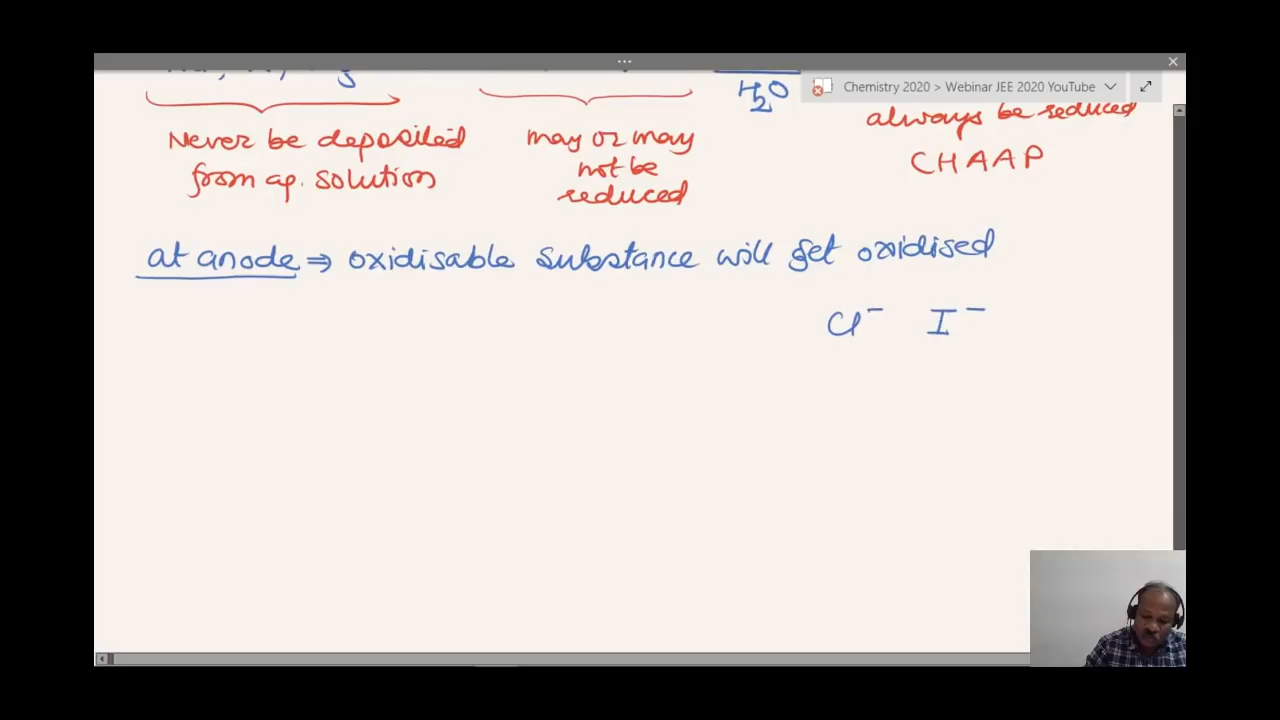 Chemistry 2020 > Webinar JEE 2020 YouTube
H2O
Never be deposited
from aq. solution
may or may
not be
reduced
always be reduced
CHAAP
at anode ⇒ oxidisable substance will get oxidised
Cl⁻ I⁻